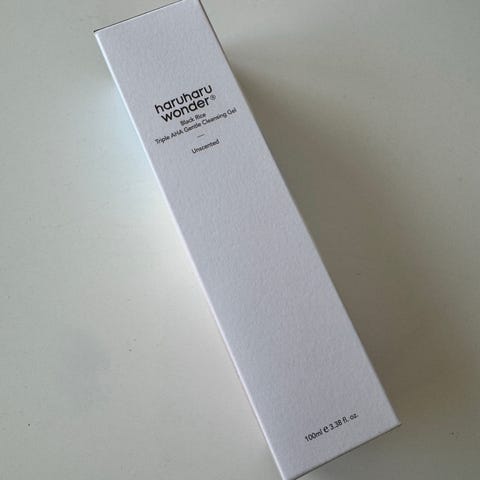 haruharu
wonder®
Black Rice
Triple AHA Gentle Cleansing Gel
Unscented
100ml ℮ 3.38 fl. oz.